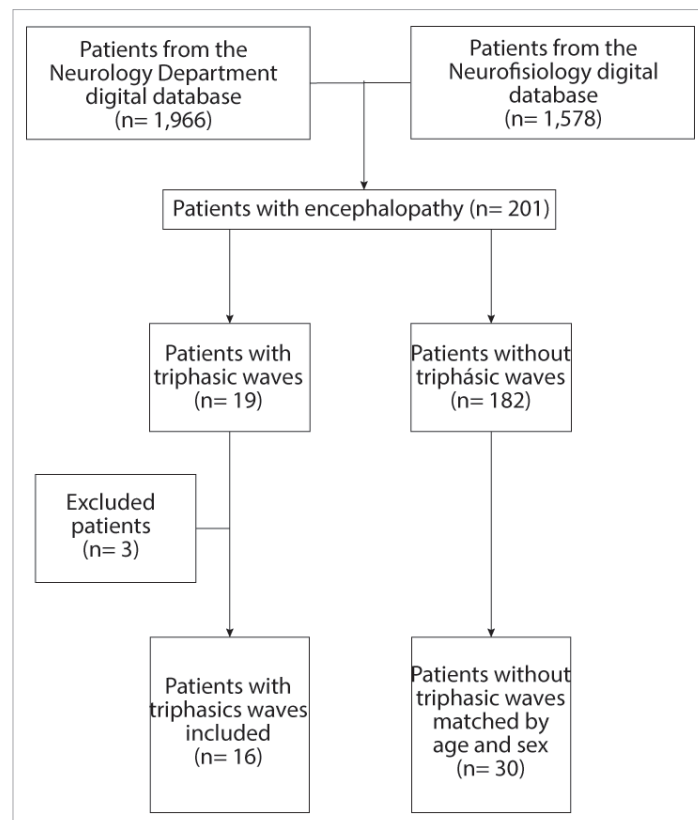 Patients from the
Neurology Department
digital database
(n= 1,966)
Patients from the
Neurofisiology digital
database
(n= 1,578)
Patients with encephalopathy (n= 201)
Patients with
triphasic waves
(n= 19)
Patients without
triphásic waves
(n= 182)
Excluded
patients
(n= 3)
Patients with
triphasics waves
included
(n= 16)
Patients without
triphasic waves
matched by
age and sex
(n= 30)